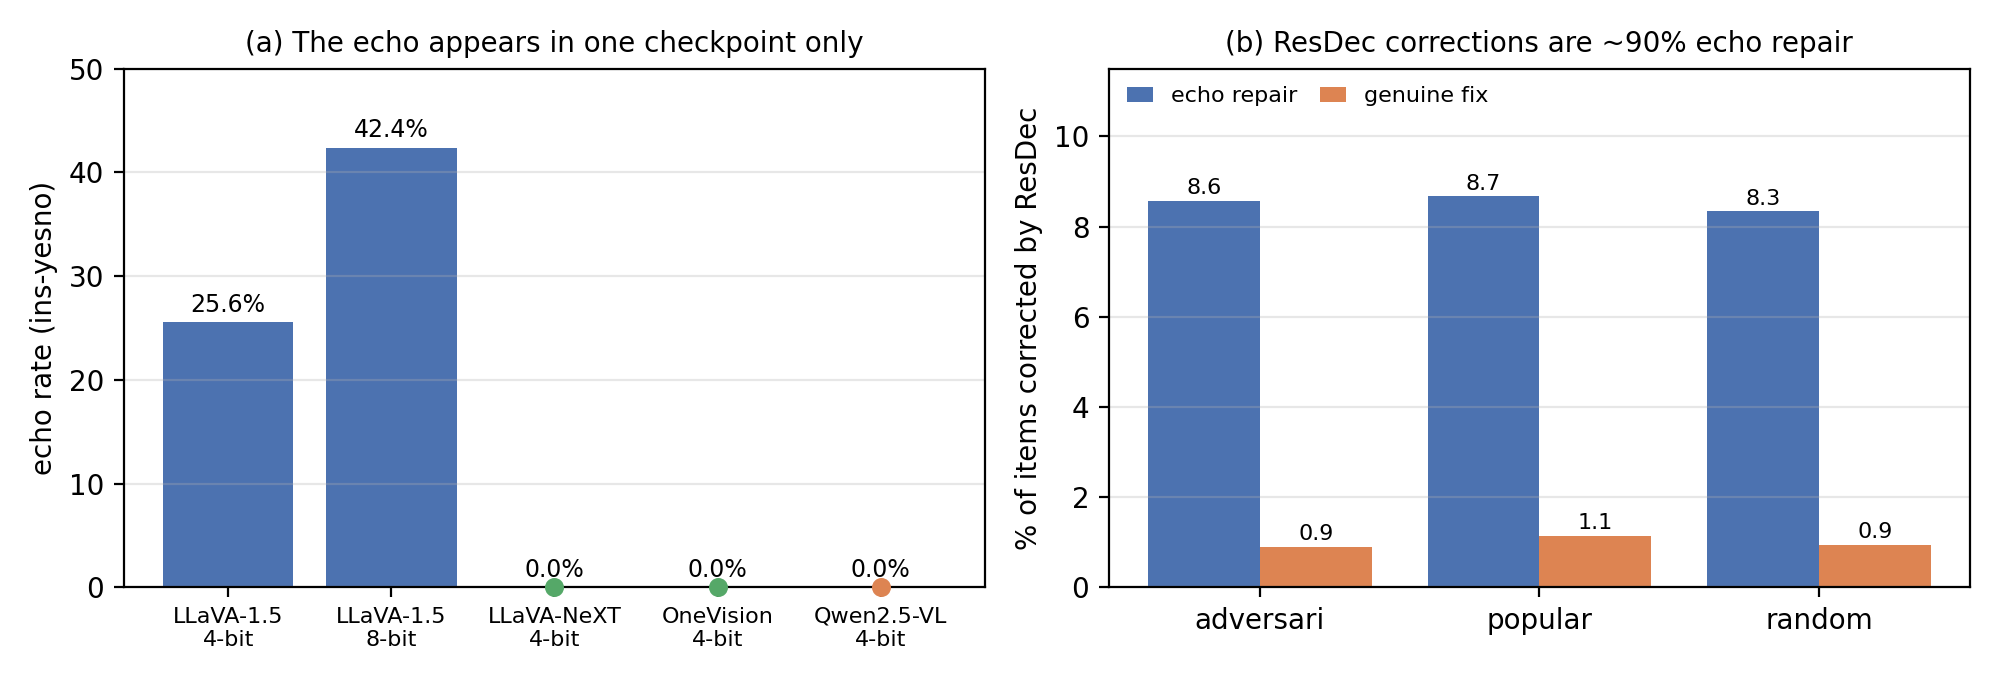 (a) The echo appears in one checkpoint only
echo rate (ins-yesno)
50
40
30
20
10
0
25.6%
42.4%
0.0%
0.0%
0.0%
LLaVA-1.5
4-bit
LLaVA-1.5
8-bit
LLaVA-NeXT
4-bit
OneVision
4-bit
Qwen2.5-VL
4-bit
(b) ResDec corrections are ~90% echo repair
% of items corrected by ResDec
echo repair
genuine fix
10
8
6
4
2
0
8.6
0.9
8.7
1.1
8.3
0.9
adversari
popular
random